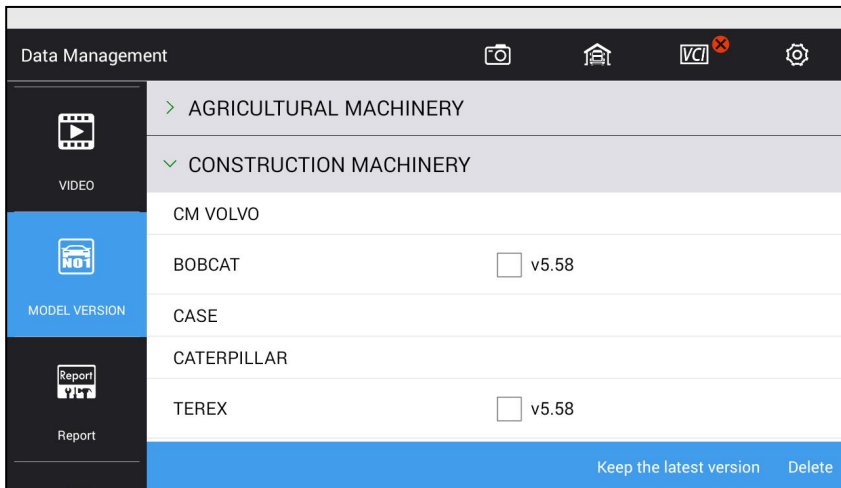 Data Management
VCI
VIDEO
NO1
MODEL VERSION
Report
Report
AGRICULTURAL MACHINERY
CONSTRUCTION MACHINERY
CM VOLVO
BOBCAT v5.58
CASE
CATERPILLAR
TEREX v5.58
Keep the latest version Delete